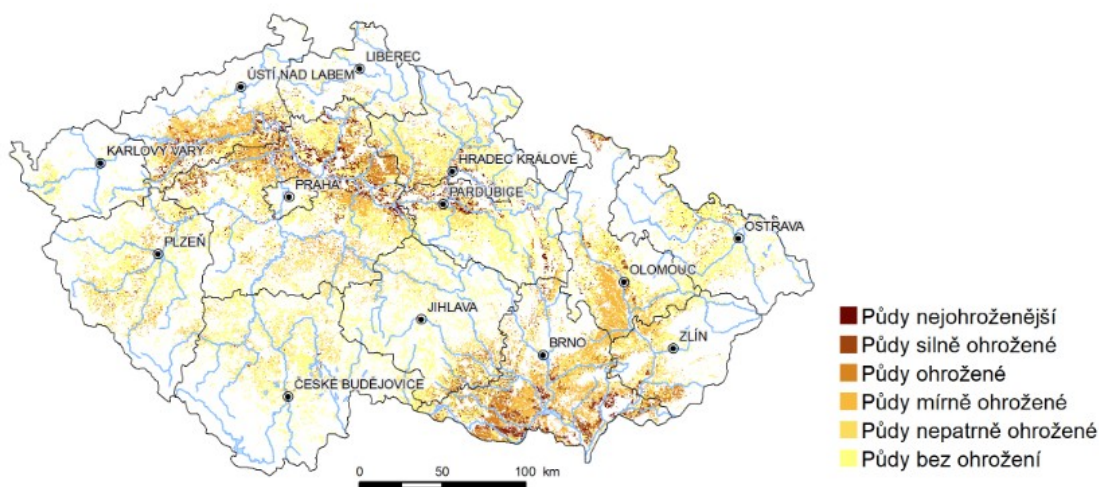 LIBEREC
ÚSTÍ NAD LABEM
KARLOVY VARY
HRADEC KRÁLOVÉ
PRAHA
PARDUBICE
OSTRAVA
PLZEŇ
OLOMOUC
JIHLAVA
ZLÍN
BRNO
ČESKÉ BUDĚJOVICE
Půdy nejohroženější
Půdy silně ohrožené
Půdy ohrožené
Půdy mírně ohrožené
Půdy nepatrně ohrožené
Půdy bez ohrožení
0 50 100 km